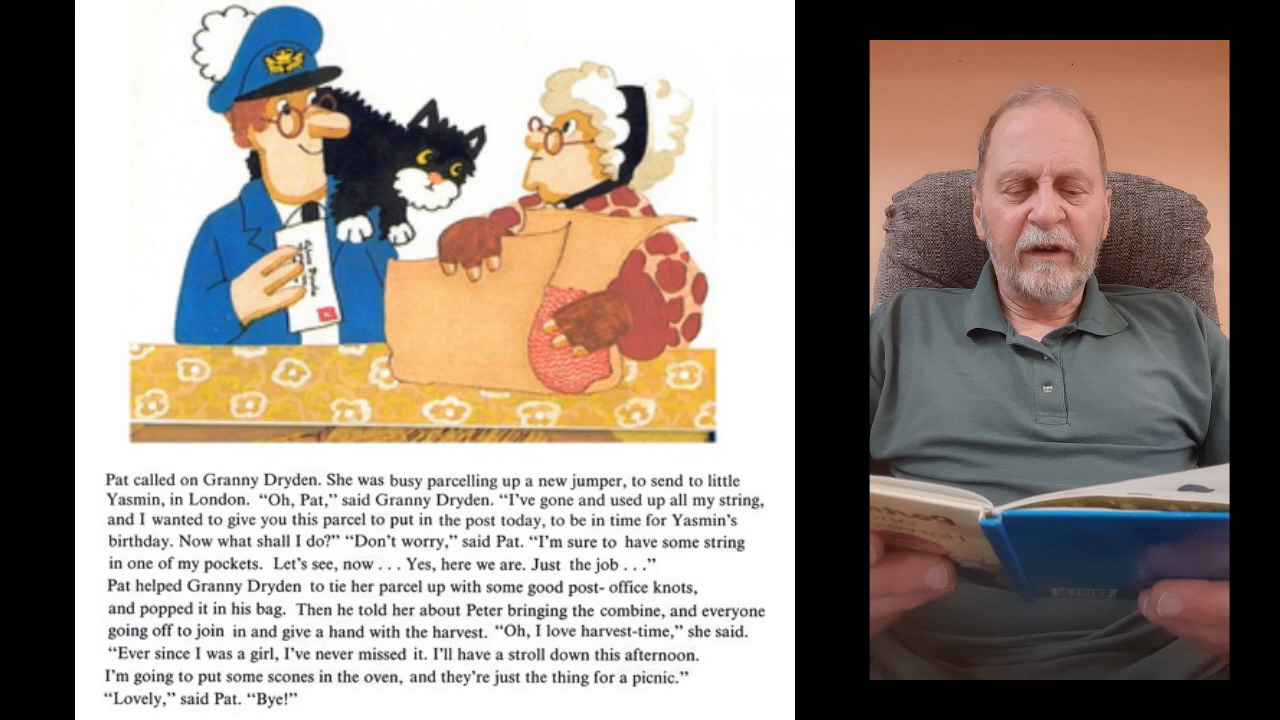 Pat called on Granny Dryden. She was busy parcelling up a new jumper, to send to little
Yasmin, in London. “Oh, Pat,” said Granny Dryden. “I’ve gone and used up all my string,
and I wanted to give you this parcel to put in the post today, to be in time for Yasmin’s
birthday. Now what shall I do?” “Don’t worry,” said Pat. “I’m sure to have some string
in one of my pockets. Let’s see, now . . . Yes, here we are. Just the job . . .”
Pat helped Granny Dryden to tie her parcel up with some good post- office knots,
and popped it in his bag. Then he told her about Peter bringing the combine, and everyone
going off to join in and give a hand with the harvest. “Oh, I love harvest-time,” she said.
“Ever since I was a girl, I’ve never missed it. I’ll have a stroll down this afternoon.
I’m going to put some scones in the oven, and they’re just the thing for a picnic.”
“Lovely,” said Pat. “Bye!”